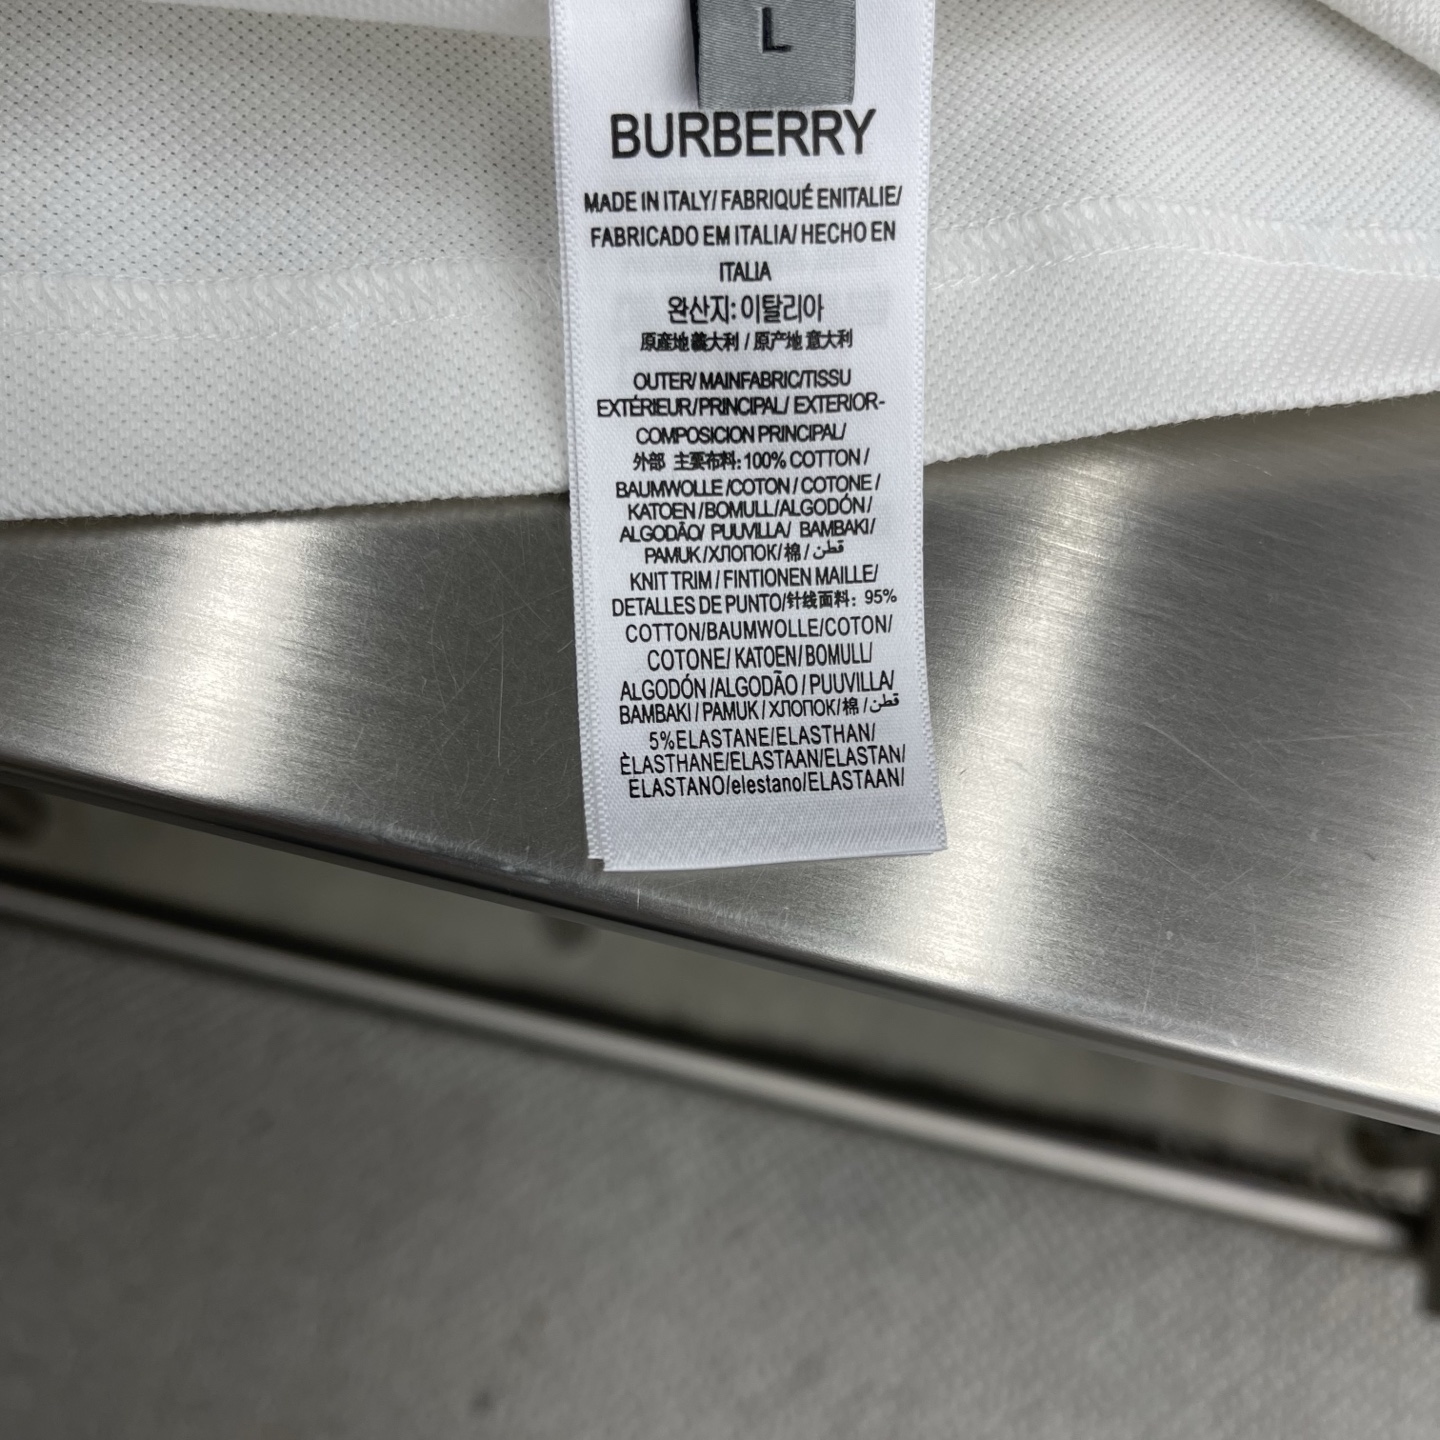 L
BURBERRY
MADE IN ITALY/ FABRIQUÉ ENITALIE/
FABRICADO EM ITALIA/ HECHO EN
ITALIA
완산지: 이탈리아
原產地義大利 / 原产地意大利
OUTER/ MAINFABRIC/TISSU
EXTÉRIEUR/PRINCIPAL/ EXTERIOR-
COMPOSICION PRINCIPAL/
外部 主要布料: 100% COTTON /
BAUMWOLLE /COTON / COTONE /
KATOEN /BOMULL/ALGODÓN /
ALGODÃO/ PUUVILLA/ BAMBAKI/
PAMUK /ХЛОПОК/ 棉 / قطن
KNIT TRIM / FINTIONEN MAILLE/
DETALLES DE PUNTO/针线面料: 95%
COTTON/BAUMWOLLE/COTON/
COTONE/ KATOEN/ BOMULL/
ALGODÓN /ALGODÃO / PUUVILLA/
BAMBAKI / PAMUK / ХЛОПОК/ 棉 / قطن
5%ELASTANE/ELASTHAN/
ÈLASTHANE/ELASTAAN/ELASTAN/
ELASTANO/elestano/ELASTAAN/